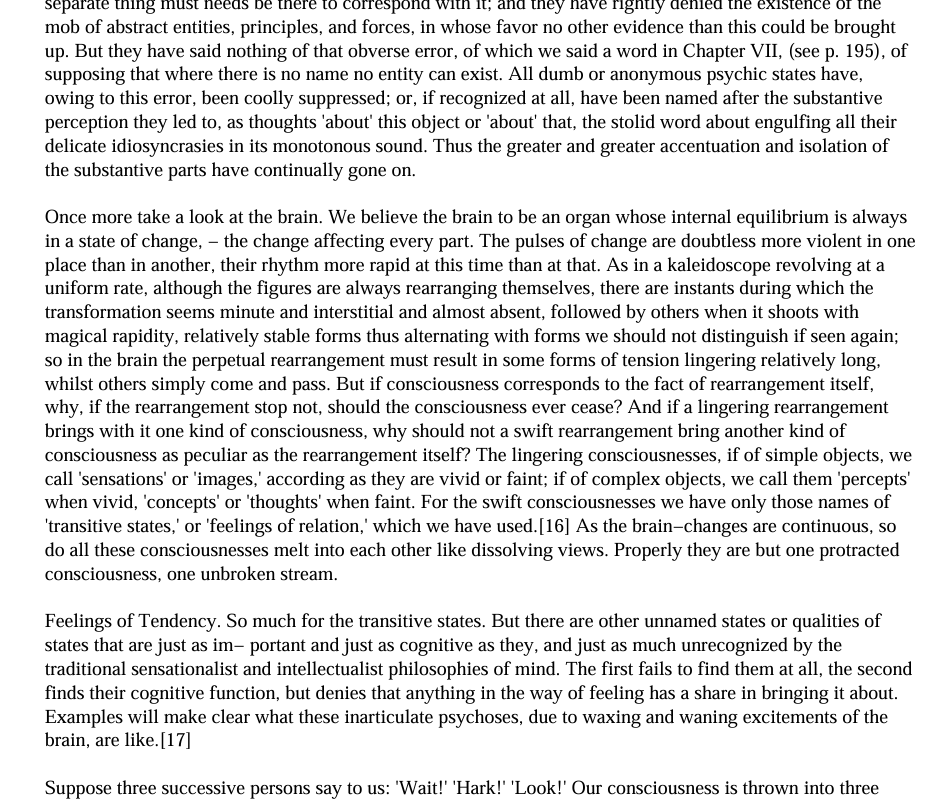 separate thing must needs be there to correspond with it; and they have rightly denied the existence of the
mob of abstract entities, principles, and forces, in whose favor no other evidence than this could be brought
up. But they have said nothing of that obverse error, of which we said a word in Chapter VII, (see p. 195), of
supposing that where there is no name no entity can exist. All dumb or anonymous psychic states have,
owing to this error, been coolly suppressed; or, if recognized at all, have been named after the substantive
perception they led to, as thoughts 'about' this object or 'about' that, the stolid word about engulfing all their
delicate idiosyncrasies in its monotonous sound. Thus the greater and greater accentuation and isolation of
the substantive parts have continually gone on.
Once more take a look at the brain. We believe the brain to be an organ whose internal equilibrium is always
in a state of change, – the change affecting every part. The pulses of change are doubtless more violent in one
place than in another, their rhythm more rapid at this time than at that. As in a kaleidoscope revolving at a
uniform rate, although the figures are always rearranging themselves, there are instants during which the
transformation seems minute and interstitial and almost absent, followed by others when it shoots with
magical rapidity, relatively stable forms thus alternating with forms we should not distinguish if seen again;
so in the brain the perpetual rearrangement must result in some forms of tension lingering relatively long,
whilst others simply come and pass. But if consciousness corresponds to the fact of rearrangement itself,
why, if the rearrangement stop not, should the consciousness ever cease? And if a lingering rearrangement
brings with it one kind of consciousness, why should not a swift rearrangement bring another kind of
consciousness as peculiar as the rearrangement itself? The lingering consciousnesses, if of simple objects, we
call 'sensations' or 'images,' according as they are vivid or faint; if of complex objects, we call them 'percepts'
when vivid, 'concepts' or 'thoughts' when faint. For the swift consciousnesses we have only those names of
'transitive states,' or 'feelings of relation,' which we have used.[16] As the brain–changes are continuous, so
do all these consciousnesses melt into each other like dissolving views. Properly they are but one protracted
consciousness, one unbroken stream.
Feelings of Tendency. So much for the transitive states. But there are other unnamed states or qualities of
states that are just as im– portant and just as cognitive as they, and just as much unrecognized by the
traditional sensationalist and intellectualist philosophies of mind. The first fails to find them at all, the second
finds their cognitive function, but denies that anything in the way of feeling has a share in bringing it about.
Examples will make clear what these inarticulate psychoses, due to waxing and waning excitements of the
brain, are like.[17]
Suppose three successive persons say to us: 'Wait!' 'Hark!' 'Look!' Our consciousness is thrown into three